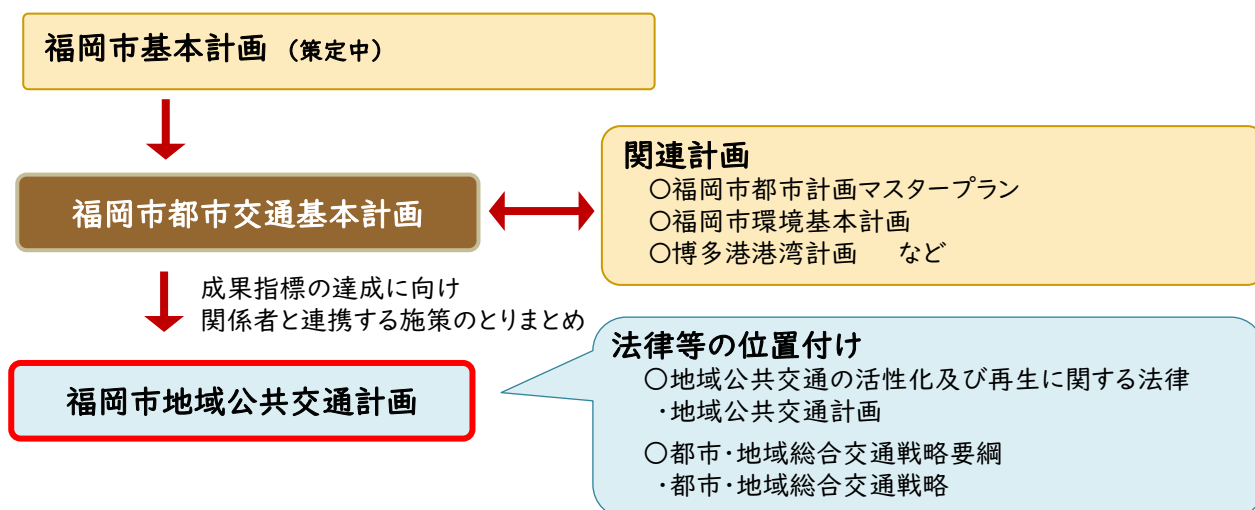 福岡市基本計画 (策定中)
関連計画
○福岡市都市計画マスタープラン
○福岡市環境基本計画
○博多港港湾計画 など
福岡市都市交通基本計画
成果指標の達成に向け
関係者と連携する施策のとりまとめ
福岡市地域公共交通計画
法律等の位置付け
○地域公共交通の活性化及び再生に関する法律
・地域公共交通計画
○都市・地域総合交通戦略要綱
・都市・地域総合交通戦略